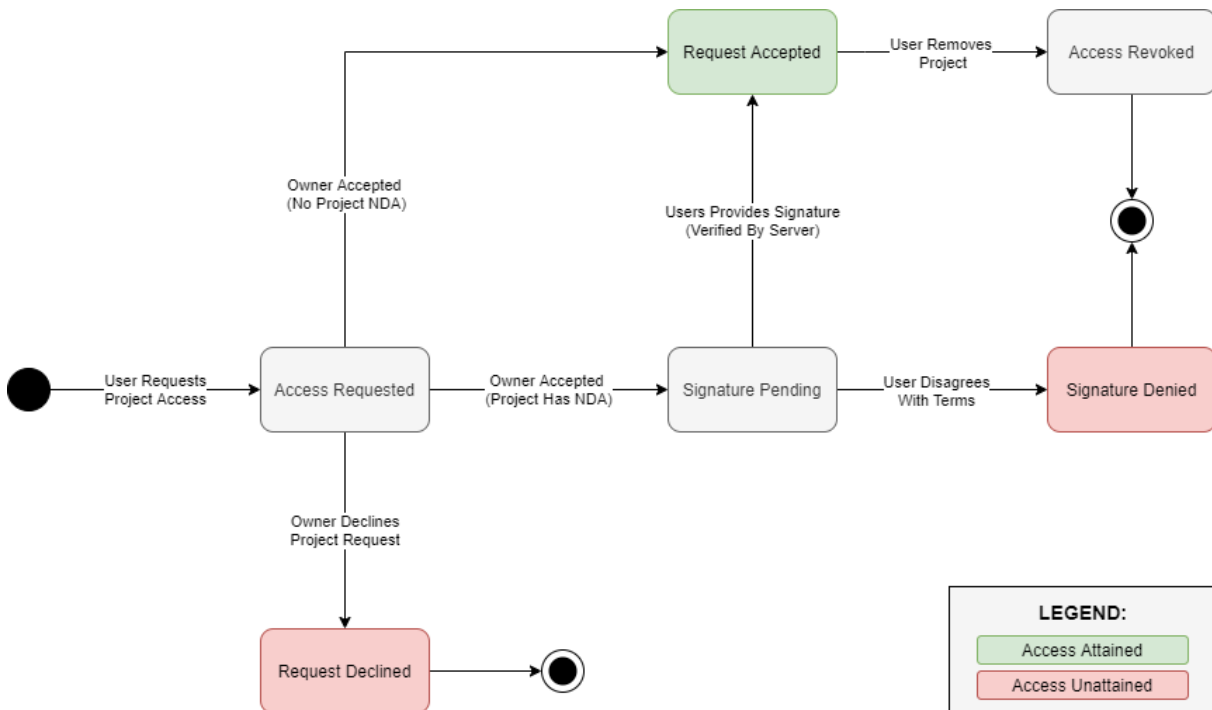 Request Accepted
User Removes
Project
Access Revoked
Owner Accepted
(No Project NDA)
Users Provides Signature
(Verified By Server)
User Requests
Project Access
Access Requested
Owner Accepted
(Project Has NDA)
Signature Pending
User Disagrees
With Terms
Signature Denied
Owner Declines
Project Request
Request Declined
LEGEND:
Access Attained
Access Unattained